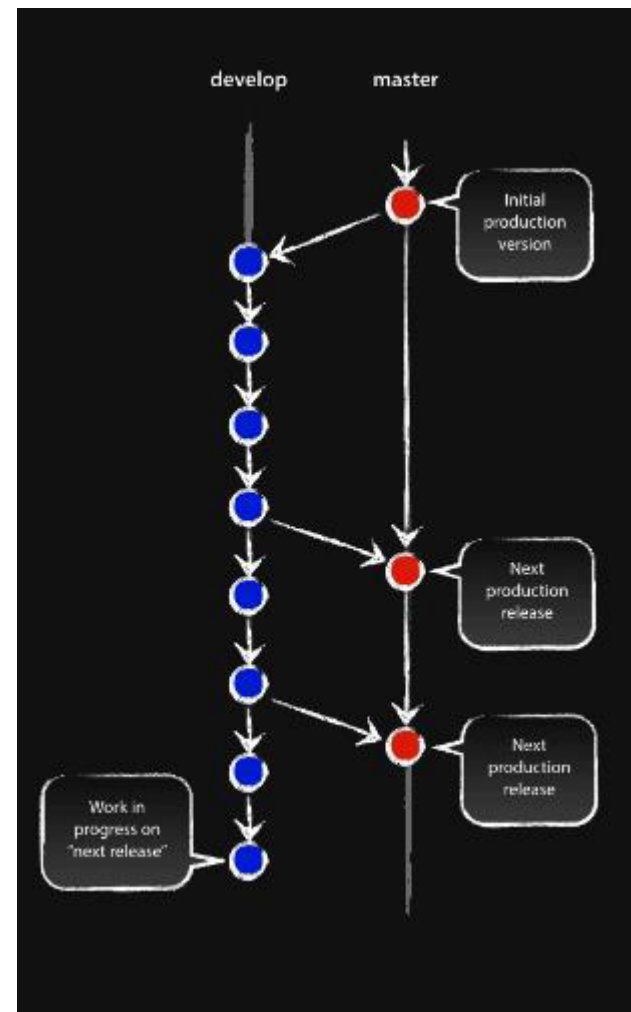 develop
master
Initial
production
version
Next
production
release
Next
production
release
Work in
progress on
“next release”